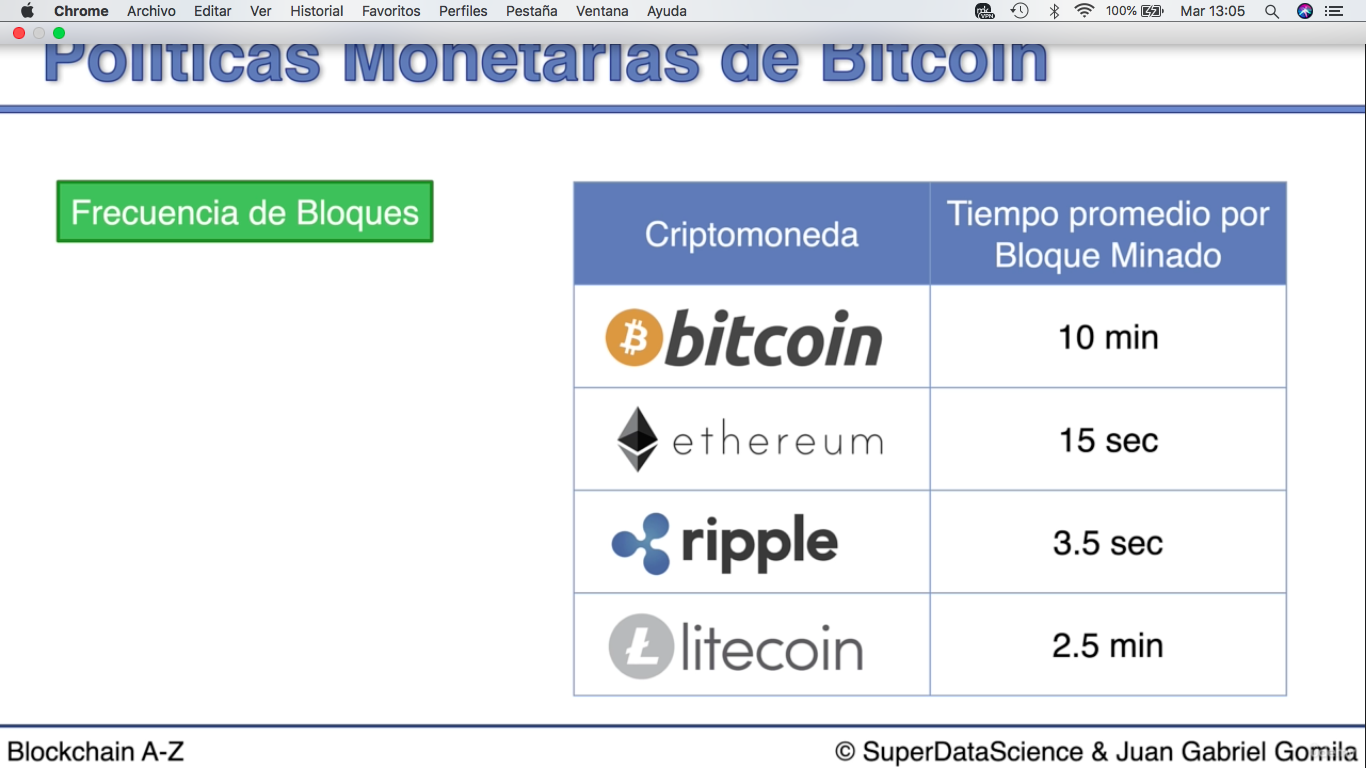 Chrome Archivo Editar Ver Historial Favoritos Perfiles Pestaña Ventana Ayuda 100% Mar 13:05
Políticas Monetarias de Bitcoin
Frecuencia de Bloques
Criptomoneda
Tiempo promedio por
Bloque Minado
bitcoin
10 min
ethereum
15 sec
ripple
3.5 sec
litecoin
2.5 min
Blockchain A-Z
© SuperDataScience & Juan Gabriel Gomila